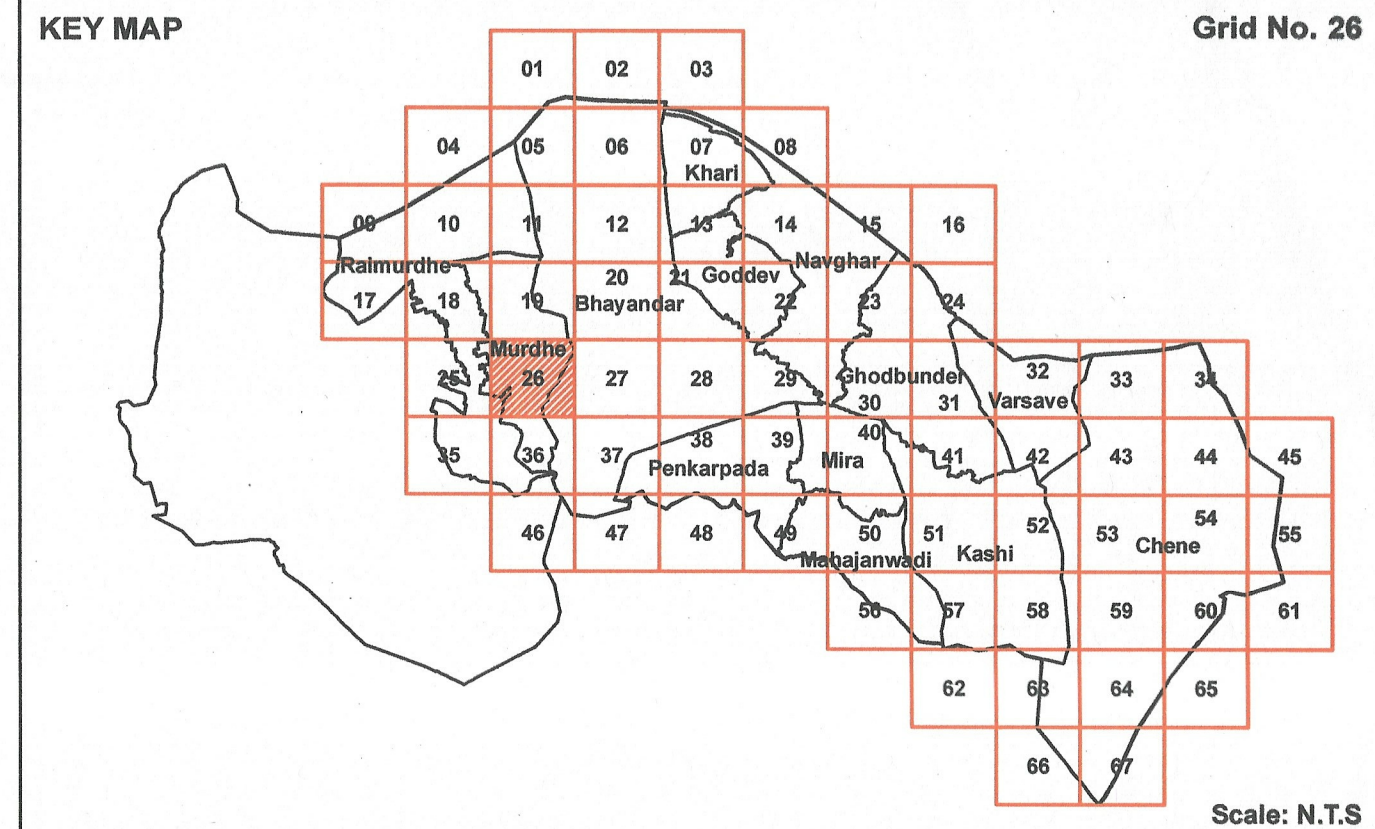 KEY MAP
Grid No. 26
01 02 03
04 05 06 07 08
Khari
09 10 11 12 13 14 15 16
Raimurdhe
Navghar
Goddev
17 18 19 20 21 22 23 24
Bhayandar
Murdhe
25 26 27 28 29 30 31 32 33 34
Ghodbunder
Varsave
35 36 37 38 39 40 41 42 43 44 45
Penkarpada
Mira
46 47 48 49 50 51 52 53 54 55
Kashi
Chene
Mahajanwadi
56 57 58 59 60 61
62 63 64 65
66 67
Scale: N.T.S